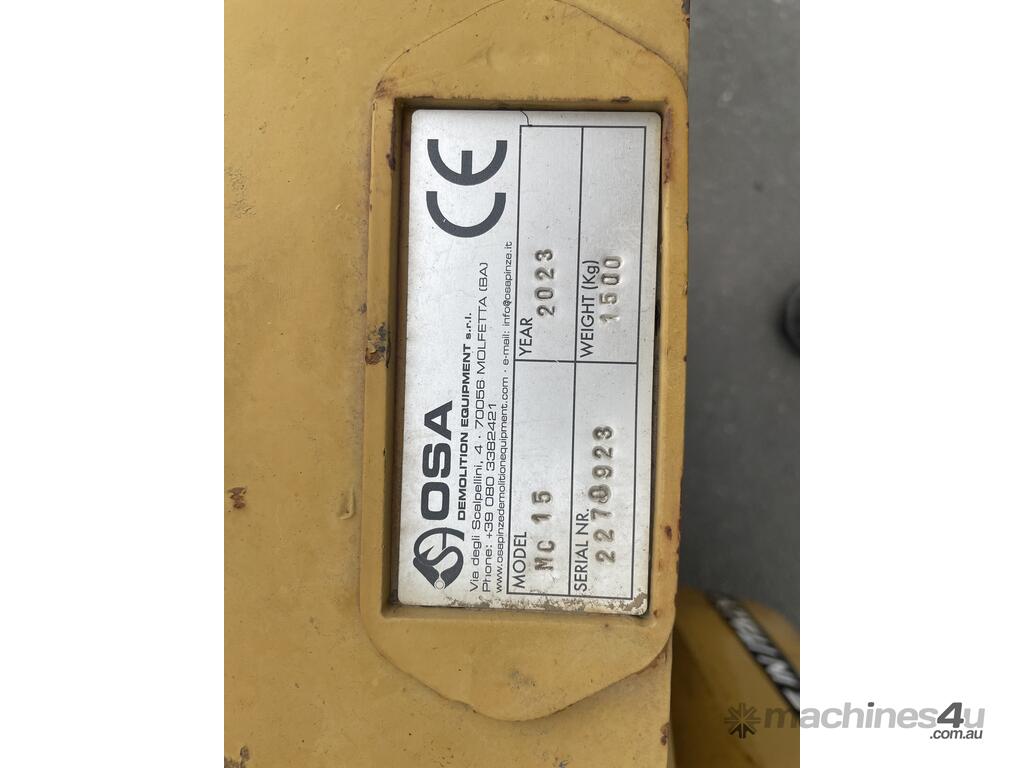 OSA
DEMOLITION EQUIPMENT s.r.l.
Via degli Scalpellini, 4 · 70056 MOLFETTA (BA)
Phone: +39 080 3382421
www.osapinzedemolitionequipment.com · e-mail: info@osapinze.it
CE
MODEL
MC 15
YEAR
2023
SERIAL NR.
WEIGHT (Kg)
1500
machines4u
.com.au